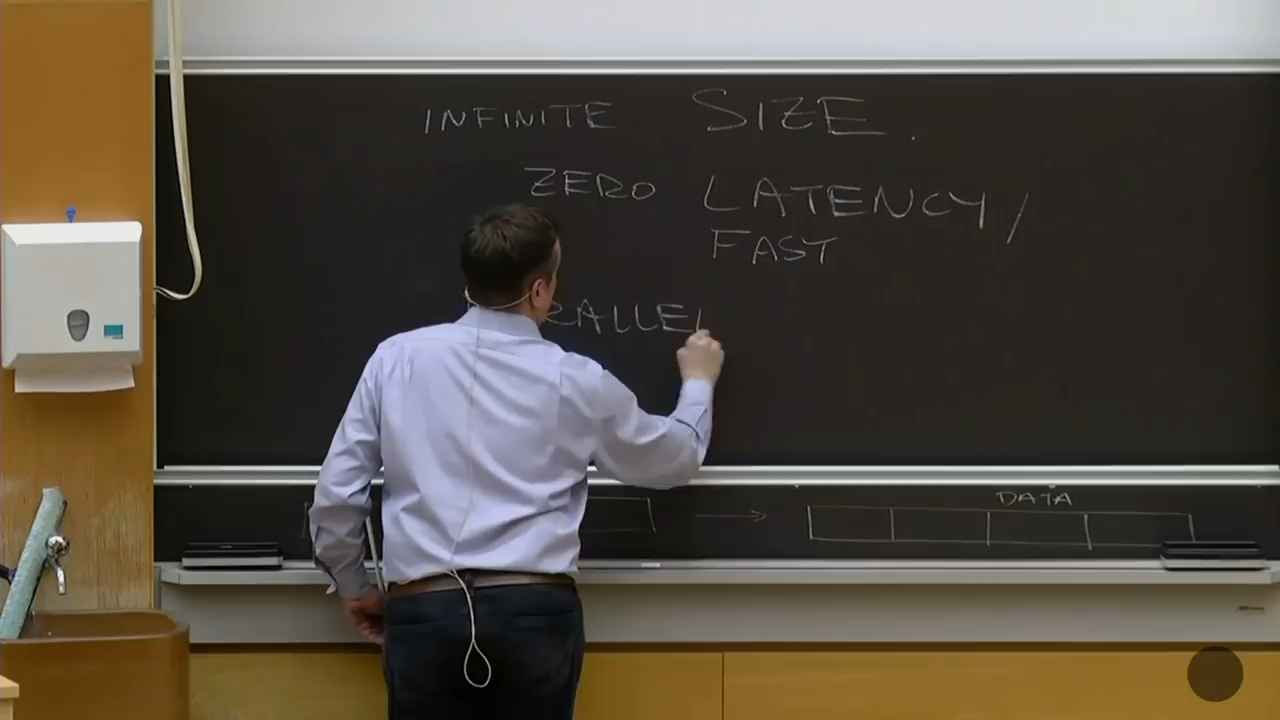 INFINITE SIZE.
ZERO LATENCY/
FAST
RALLEL
DATA